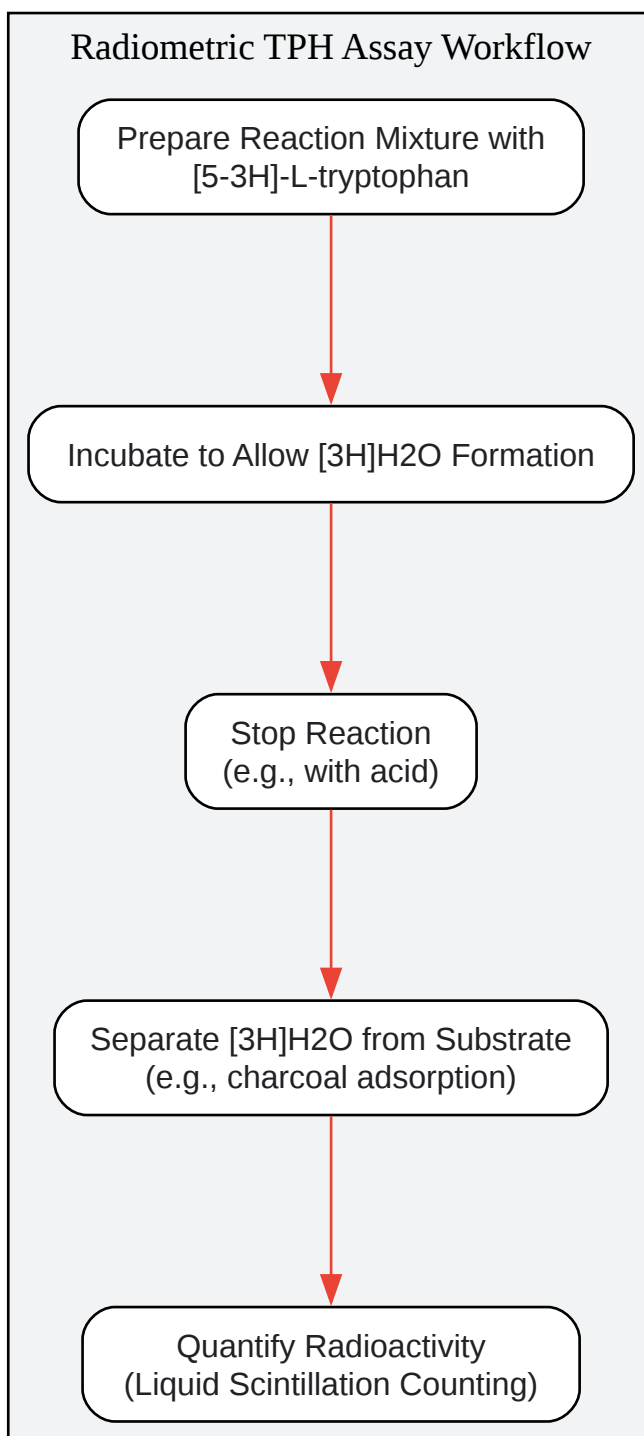 Radiometric TPH Assay Workflow
Prepare Reaction Mixture with
[5-3H]-L-tryptophan
Incubate to Allow [3H]H2O Formation
Stop Reaction
(e.g., with acid)
Separate [3H]H2O from Substrate
(e.g., charcoal adsorption)
Quantify Radioactivity
(Liquid Scintillation Counting)